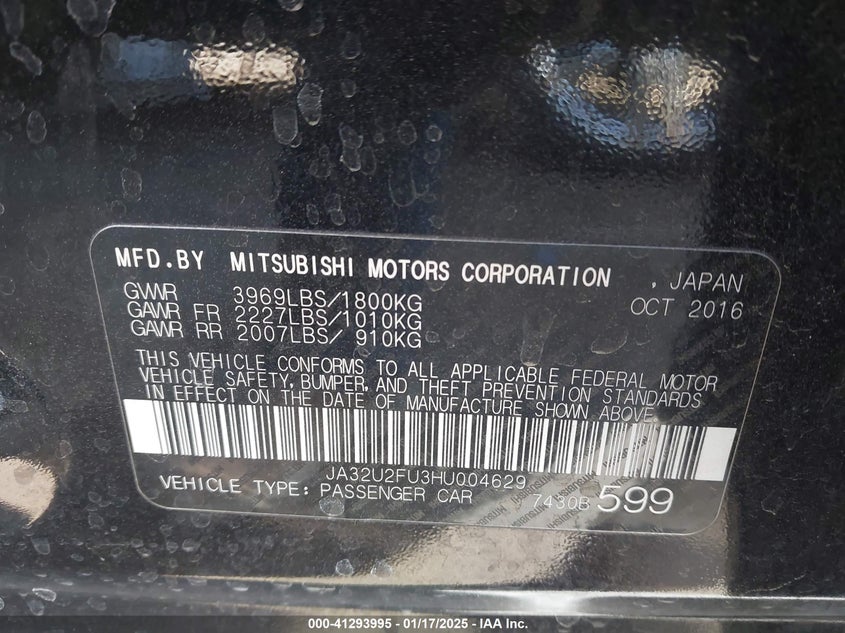 MFD.BY MITSUBISHI MOTORS CORPORATION , JAPAN
GVWR 3969LBS/1800KG OCT 2016
GAWR FR 2227LBS/1010KG
GAWR RR 2007LBS/ 910KG
THIS VEHICLE CONFORMS TO ALL APPLICABLE FEDERAL MOTOR
VEHICLE SAFETY, BUMPER, AND THEFT PREVENTION STANDARDS
IN EFFECT ON THE DATE OF MANUFACTURE SHOWN ABOVE.
JA32U2FU3HU004629
VEHICLE TYPE: PASSENGER CAR 7430B 599
000-41293995 - 01/17/2025 - IAA Inc.